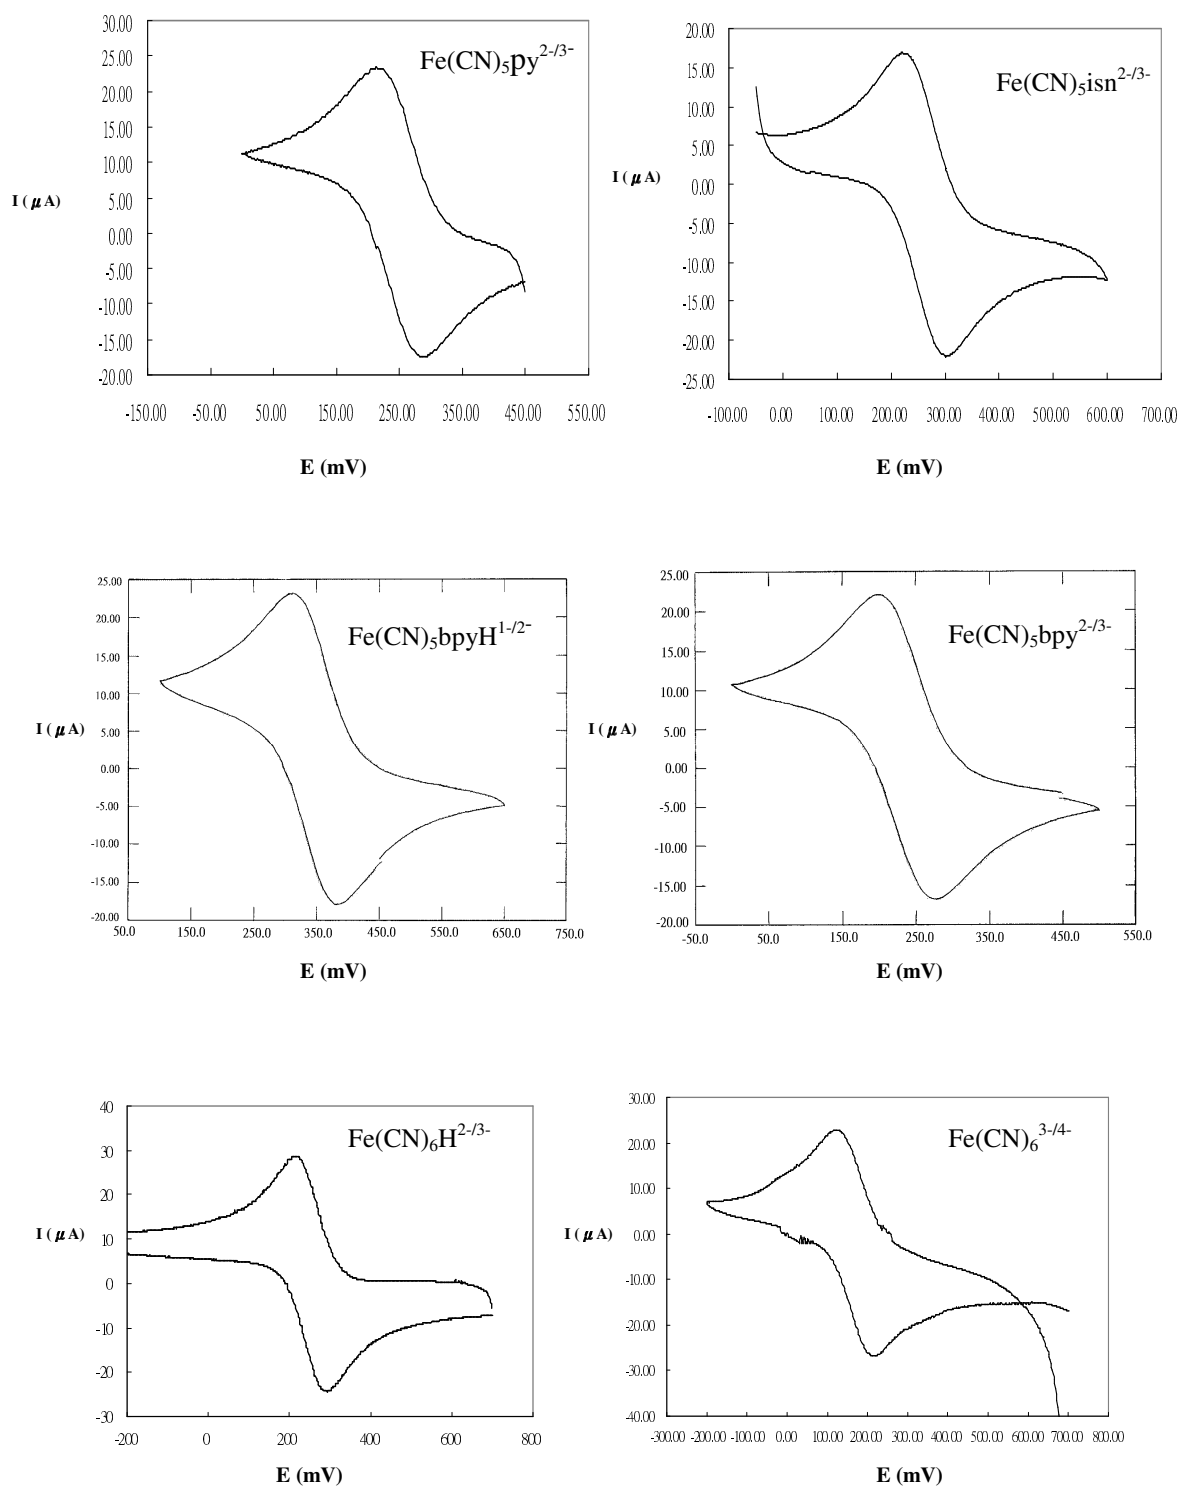 30.00
25.00
20.00
15.00
10.00
5.00
0.00
-5.00
-10.00
-15.00
-20.00
I (μA)
Fe(CN)₅py²⁻/³⁻
-150.00 -50.00 50.00 150.00 250.00 350.00 450.00 550.00
E (mV)
20.00
15.00
10.00
5.00
0.00
-5.00
-10.00
-15.00
-20.00
-25.00
I (μA)
Fe(CN)₅isn²⁻/³⁻
-100.00 0.00 100.00 200.00 300.00 400.00 500.00 600.00 700.00
E (mV)
25.00
20.00
15.00
10.00
5.00
0.00
-5.00
-10.00
-15.00
-20.00
I (μA)
Fe(CN)₅bpyH¹⁻/²⁻
50.0 150.0 250.0 350.0 450.0 550.0 650.0 750.0
E (mV)
25.00
20.00
15.00
10.00
5.00
0.00
-5.00
-10.00
-15.00
-20.00
I (μA)
Fe(CN)₅bpy²⁻/³⁻
-50.0 50.0 150.0 250.0 350.0 450.0 550.0
E (mV)
40
30
20
10
0
-10
-20
-30
I (μA)
Fe(CN)₆H²⁻/³⁻
-200 0 200 400 600 800
E (mV)
30.00
20.00
10.00
0.00
-10.00
-20.00
-30.00
-40.00
I (μA)
Fe(CN)₆³⁻/⁴⁻
-300.00 -200.00 -100.00 0.00 100.00 200.00 300.00 400.00 500.00 600.00 700.00 800.00
E (mV)